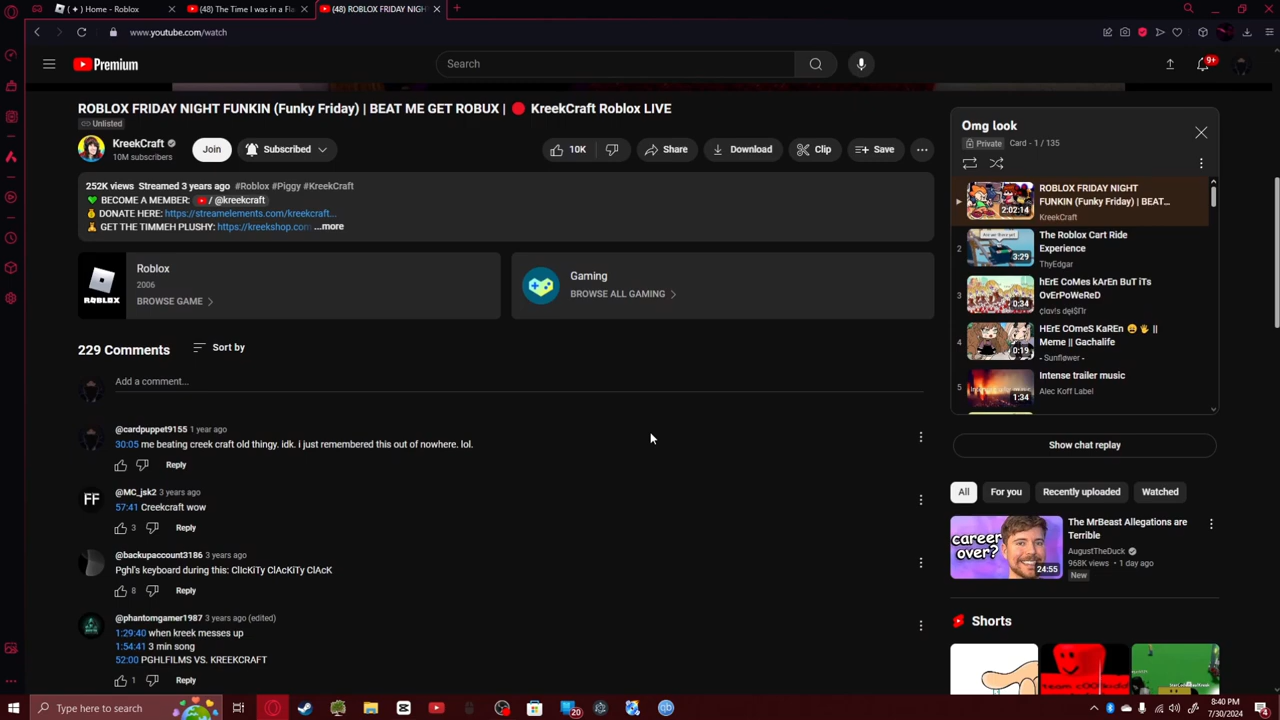 ( ✦ ) Home - Roblox
(48) The Time I was in a Fla
(48) ROBLOX FRIDAY NIGHT
www.youtube.com/watch
Premium
Search
9+
ROBLOX FRIDAY NIGHT FUNKIN (Funky Friday) | BEAT ME GET ROBUX | 🔴 KreekCraft Roblox LIVE
Unlisted
KreekCraft
10M subscribers
Join
Subscribed
10K
Share
Download
Clip
Save
252K views Streamed 3 years ago #Roblox #Piggy #KreekCraft
💚 BECOME A MEMBER: / @kreekcraft
💰 DONATE HERE: https://streamelements.com/kreekcraft...
🧸 GET THE TIMMEH PLUSHY: https://kreekshop.com ...more
ROBLOX
Roblox
2006
BROWSE GAME
Gaming
BROWSE ALL GAMING
229 Comments
Sort by
Add a comment...
@cardpuppet9155 1 year ago
30:05 me beating creek craft old thingy. idk. i just remembered this out of nowhere. lol.
Reply
FF
@MC_jsk2 3 years ago
57:41 Creekcraft wow
3
Reply
@backupaccount3186 3 years ago
Pghl's keyboard during this: ClIcKiTy ClAcKiTy ClAcK
8
Reply
@phantomgamer1987 3 years ago (edited)
1:29:40 when kreek messes up
1:54:41 3 min song
52:00 PGHLFILMS VS. KREEKCRAFT
1
Reply
Omg look
Private
Card - 1 / 135
2:02:14
ROBLOX FRIDAY NIGHT
FUNKIN (Funky Friday) | BEAT...
KreekCraft
2
3:29
The Roblox Cart Ride
Experience
ThyEdgar
3
0:34
hErE CoMes kArEn BuT iTs
OvErPoWeReD
4
0:19
HErE COmeS KaREn 😩 🖐 ||
Meme || Gachalife
- Sunfløwer -
5
1:34
Intense trailer music
Alec Koff Label
Show chat replay
All
For you
Recently uploaded
Watched
career
over?
24:55
The MrBeast Allegations are
Terrible
AugustTheDuck
968K views • 1 day ago
New
Shorts
team c00lkidd
Type here to search
20
8:40 PM
7/30/2024
4